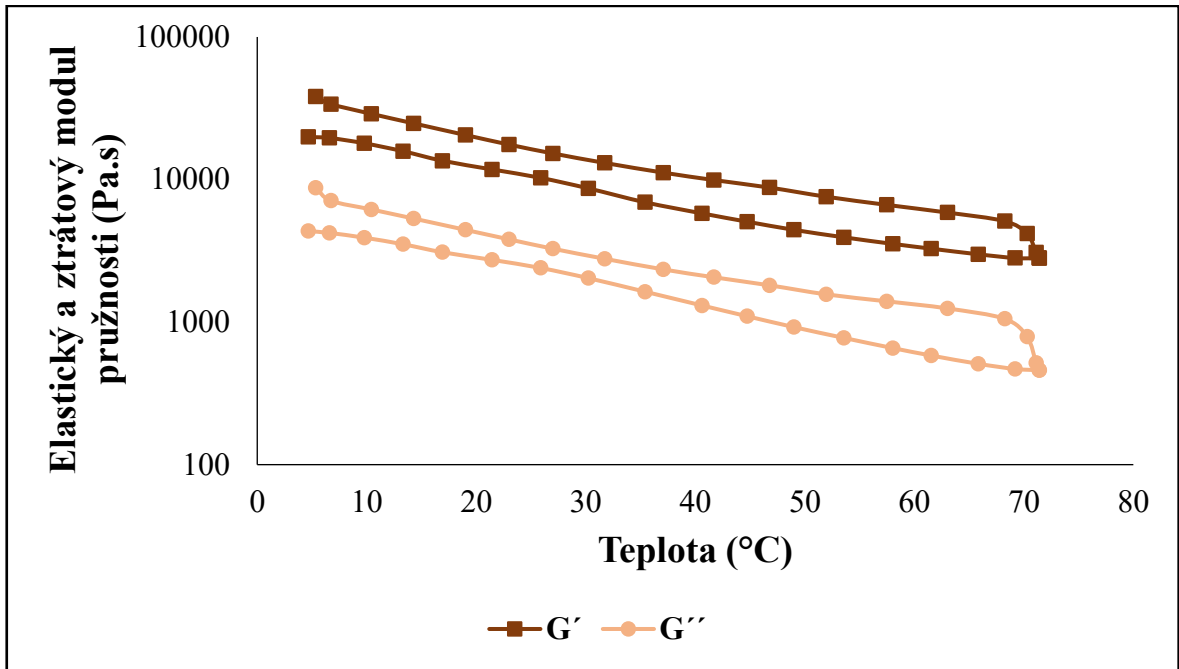 Elastický a ztrátový modul
pružnosti (Pa.s)
100000
10000
1000
100
0 10 20 30 40 50 60 70 80
Teplota (°C)
G´ G´´